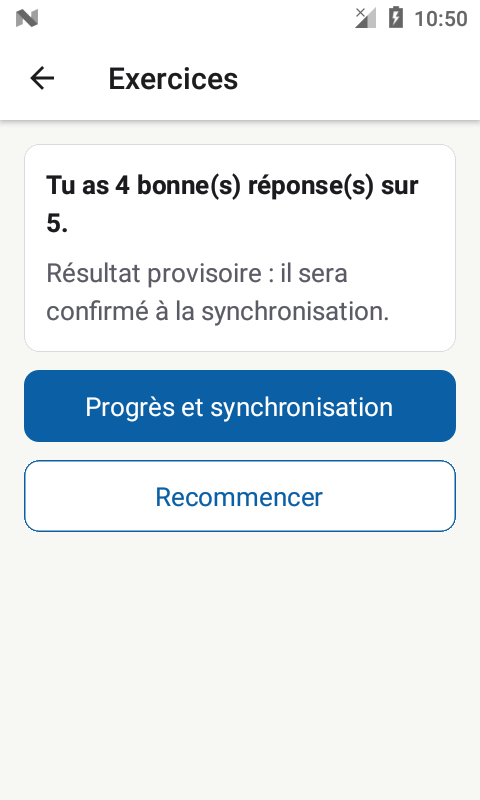 10:50
Exercices
Tu as 4 bonne(s) réponse(s) sur
5.
Résultat provisoire : il sera
confirmé à la synchronisation.
Progrès et synchronisation
Recommencer